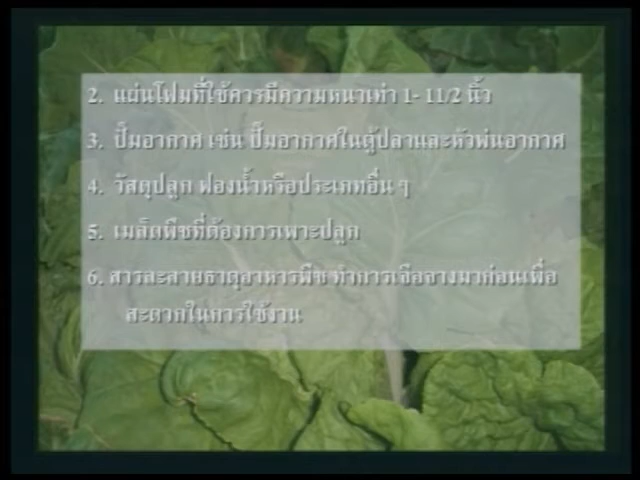 2. แผ่นโฟมที่ใช้ควรมีความหนาเท่า 1- 11/2 นิ้ว
3. ปั๊มอากาศ เช่น ปั๊มอากาศในตู้ปลาและหัวพ่นอากาศ
4. วัสดุปลูก ฟองน้ำหรือประเภทอื่น ๆ
5. เมล็ดพืชที่ต้องการเพาะปลูก
6. สารละลายธาตุอาหารพืชทำการเจือจางมาก่อนเพื่อ
สะดวกในการใช้งาน